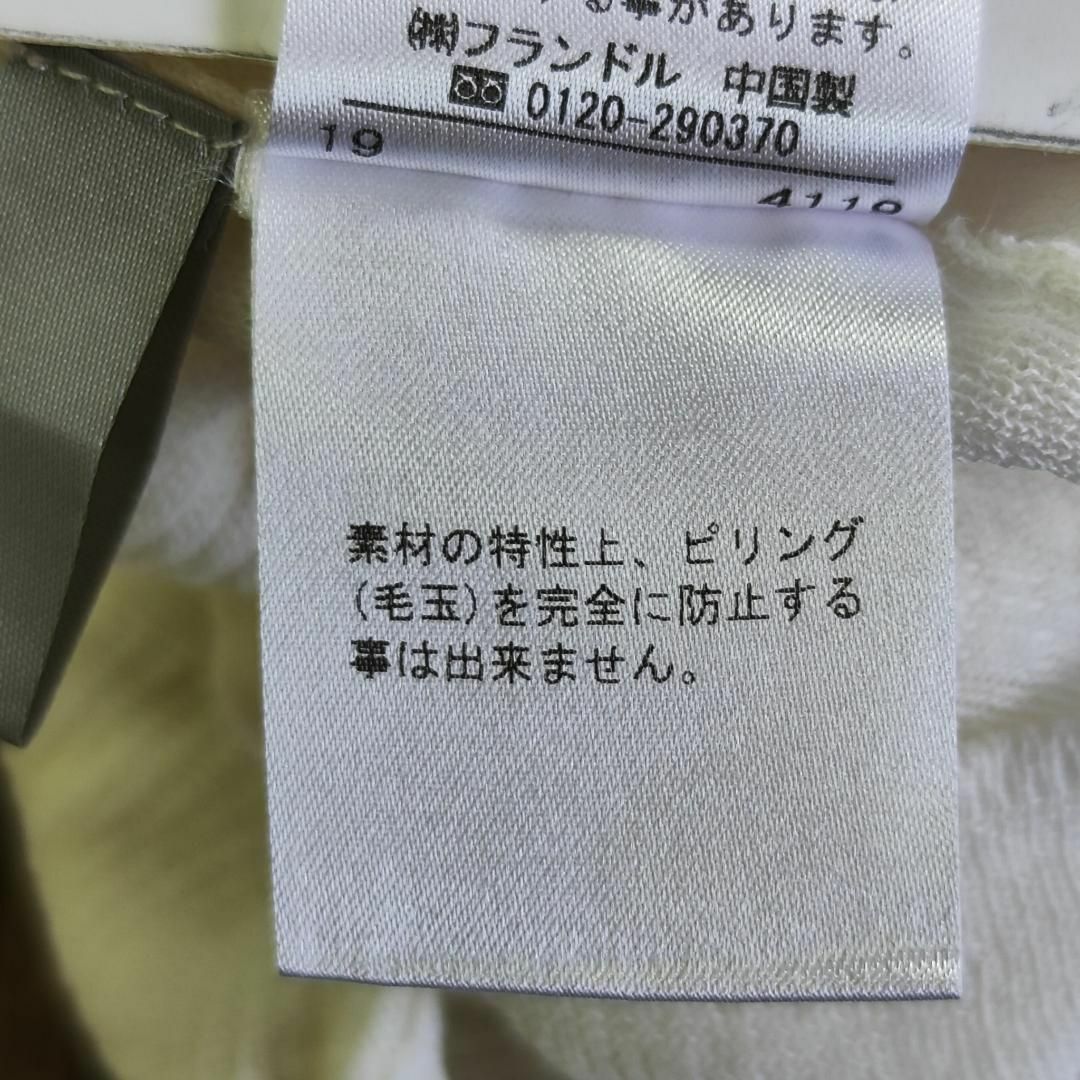 る事があります。
㈱フランドル 中国製
0120-290370
19
4119
素材の特性上、ピリング
(毛玉)を完全に防止する
事は出来ません。